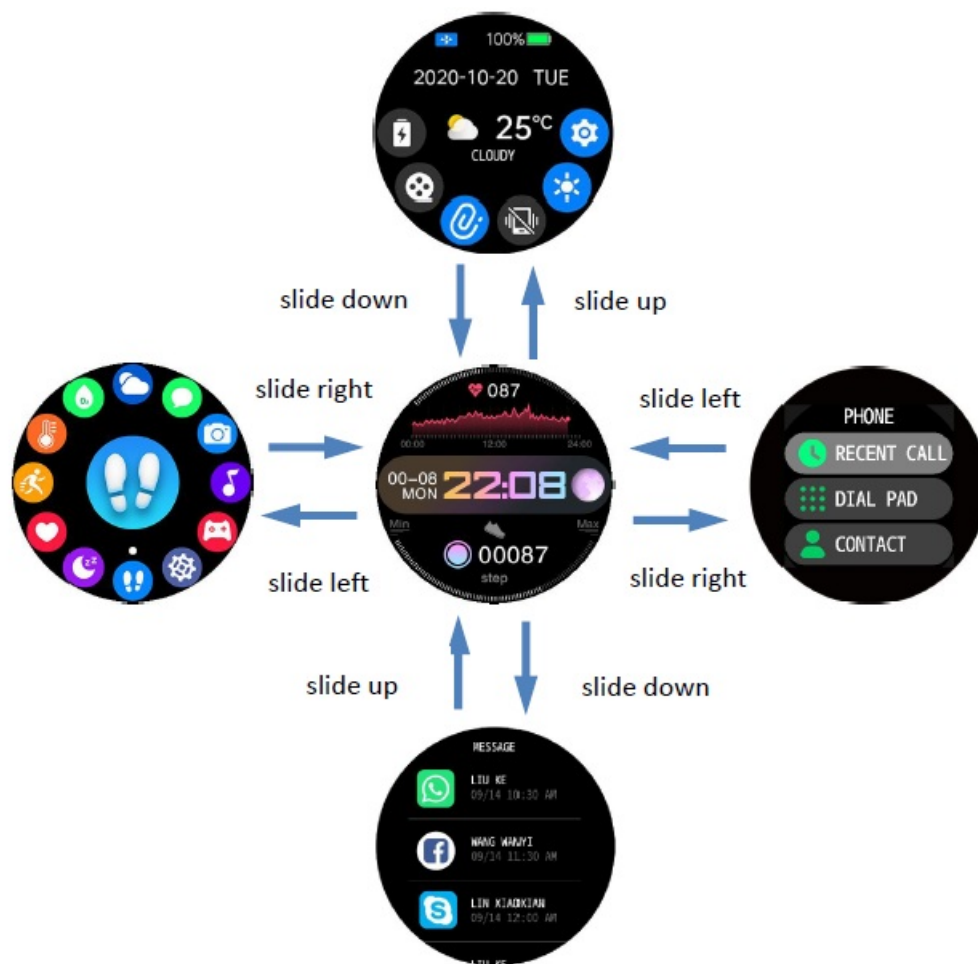 100%
2020-10-20 TUE
25°C
CLOUDY
slide down
slide up
slide right
087
slide left
00:00 12:00 24:00
PHONE
RECENT CALL
00-08
MON
22:08
DIAL PAD
Min
Max
CONTACT
00087
step
slide left
slide right
slide up
slide down
MESSAGE
LIU KE
09/14 10:30 AM
WANG WANYI
09/14 11:30 AM
LIN XIAOXIAN
09/14 12:00 AM
LIU KE